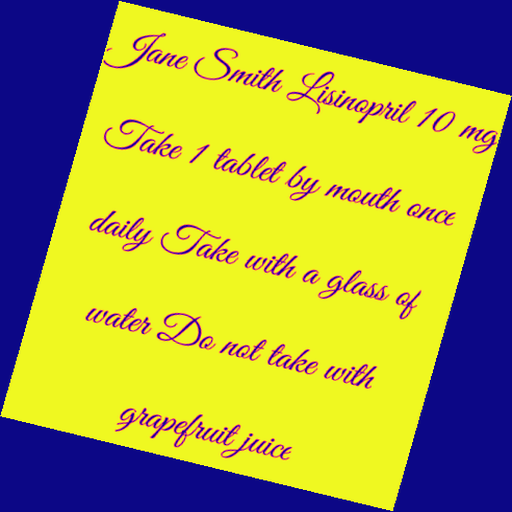 Jane Smith Lisinopril 10 mg
Take 1 tablet by mouth once
daily Take with a glass of
water Do not take with
grapefruit juice